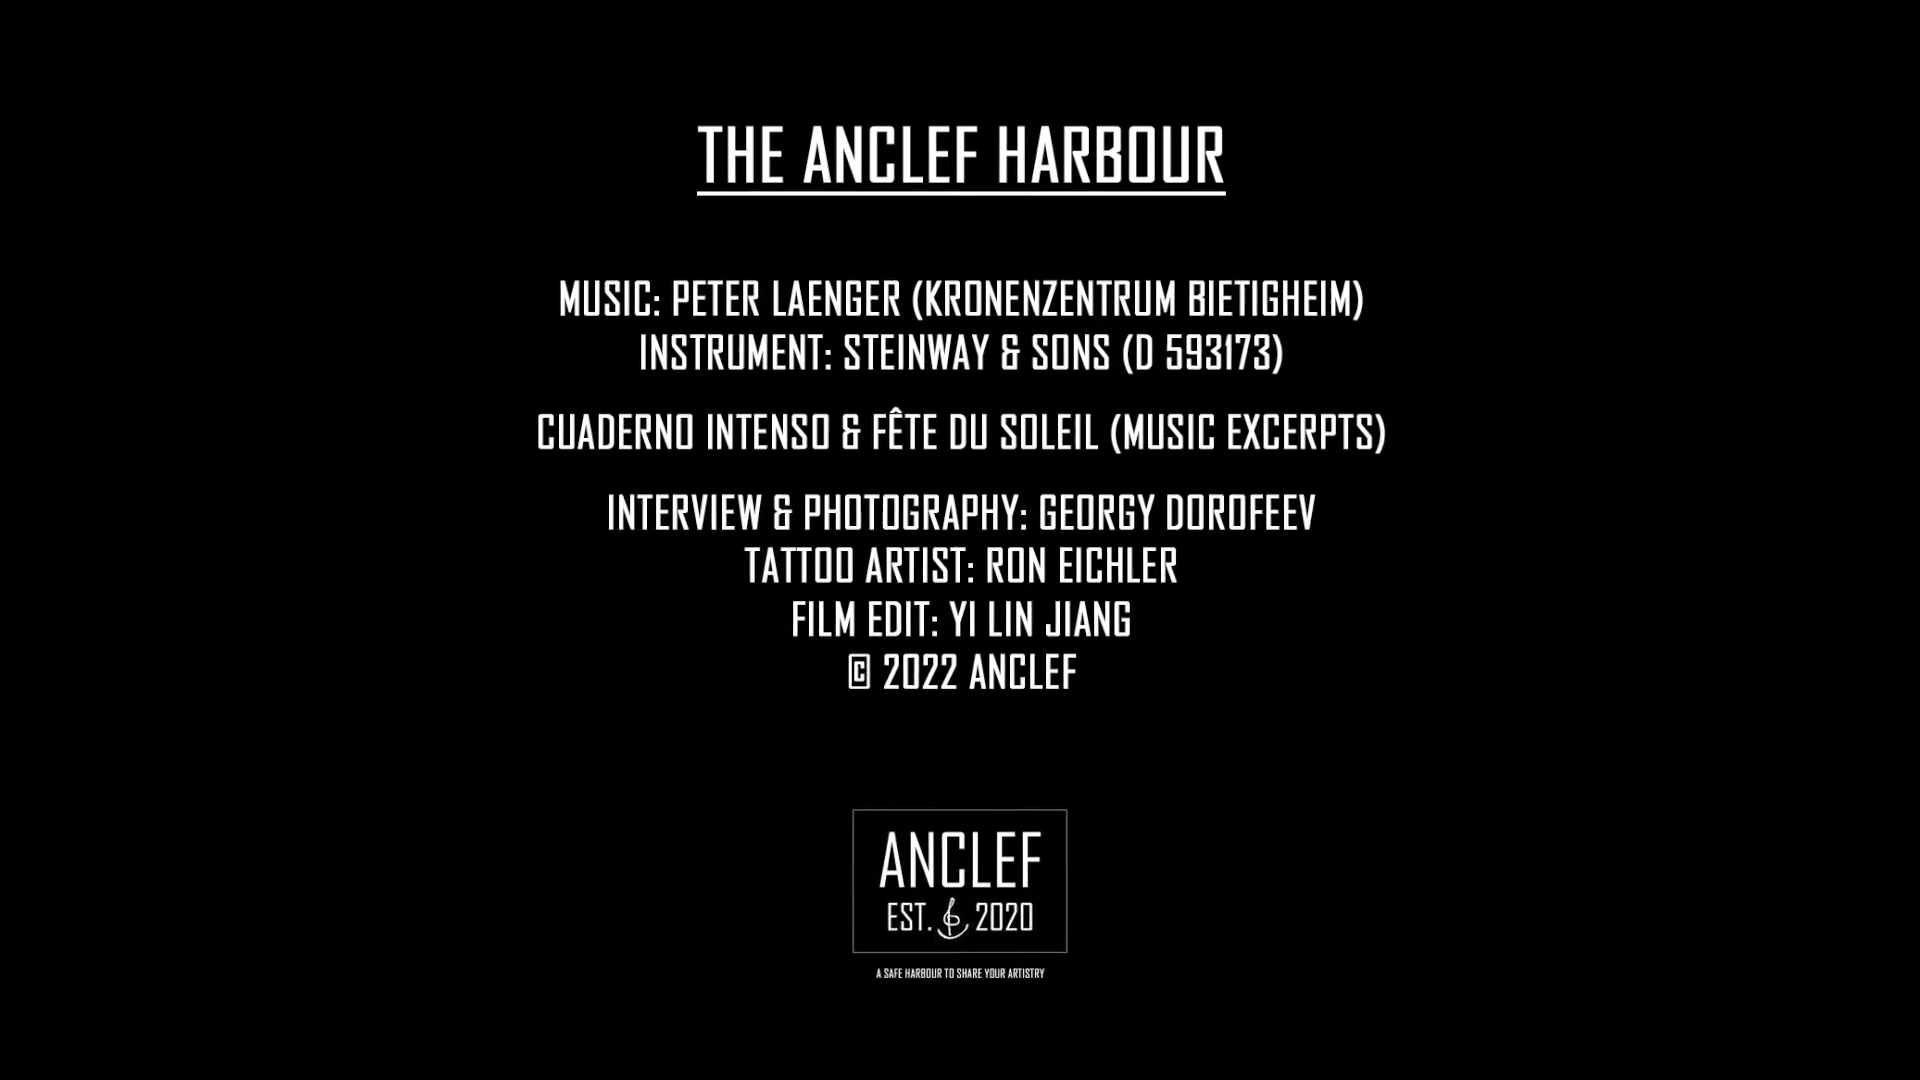 THE ANCLEF HARBOUR
MUSIC: PETER LAENGER (KRONENZENTRUM BIETIGHEIM)
INSTRUMENT: STEINWAY & SONS (D 593173)
CUADERNO INTENSO & FÊTE DU SOLEIL (MUSIC EXCERPTS)
INTERVIEW & PHOTOGRAPHY: GEORGY DOROFEEV
TATTOO ARTIST: RON EICHLER
FILM EDIT: YI LIN JIANG
© 2022 ANCLEF
ANCLEF
EST. 2020
A SAFE HARBOUR TO SHARE YOUR ARTISTRY